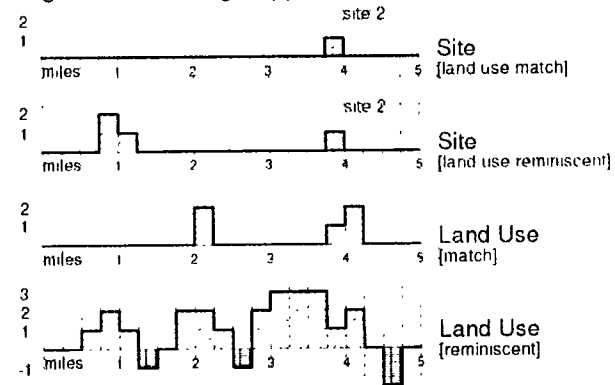 2
1
site 2
Site
miles 1 2 3 4 5 [land use match]
2
1
site 2
Site
miles 1 2 3 4 5 [land use reminiscent]
2
1
Land Use
miles 1 2 3 4 5 [match]
3
2
1
Land Use
-1 miles 1 2 3 4 5 [reminiscent]